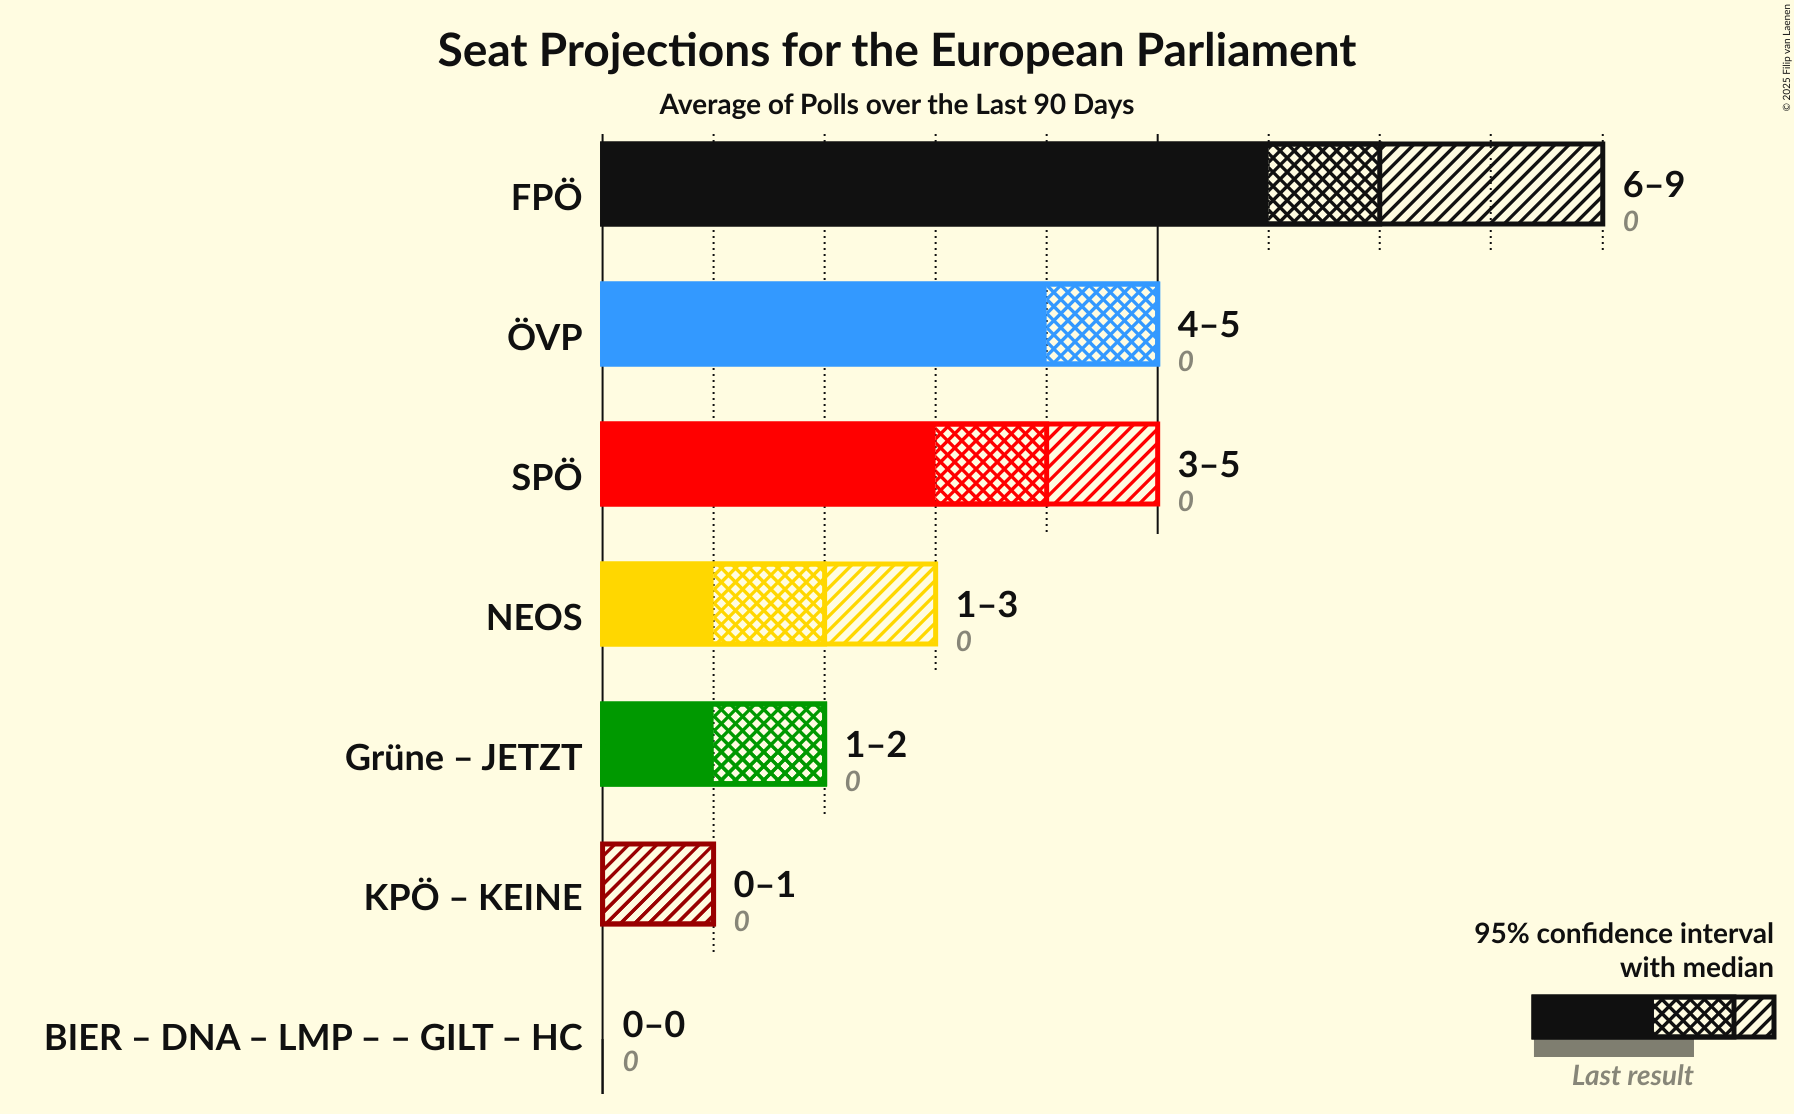 Seat Projections for the European Parliament
Average of Polls over the Last 90 Days
© 2025 Filip van Laenen
FPÖ
6–9
0
ÖVP
4–5
0
SPÖ
3–5
0
NEOS
1–3
0
Grüne – JETZT
1–2
0
KPÖ – KEINE
0–1
0
BIER – DNA – LMP – – GILT – HC
0–0
0
95% confidence interval
with median
Last result